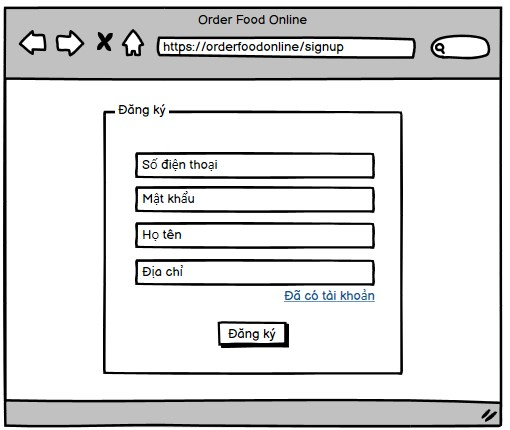 Order Food Online
https://orderfoodonline/signup
Đăng ký
Số điện thoại
Mật khẩu
Họ tên
Địa chỉ
Đã có tài khoản
Đăng ký